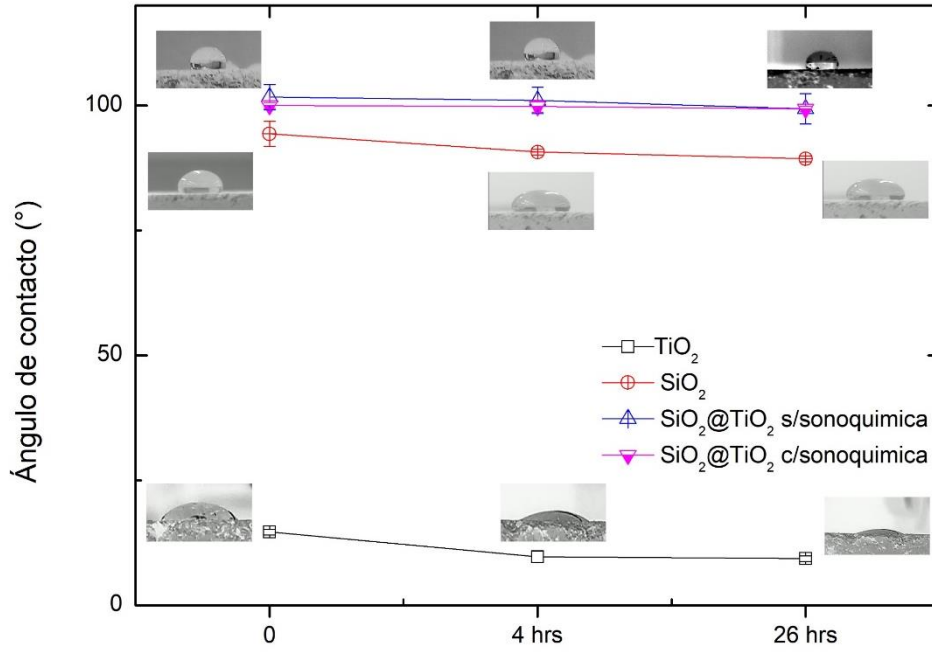 100
50
0
Ángulo de contacto (°)
TiO₂
SiO₂
SiO₂@TiO₂ s/sonoquimica
SiO₂@TiO₂ c/sonoquimica
0 4 hrs 26 hrs